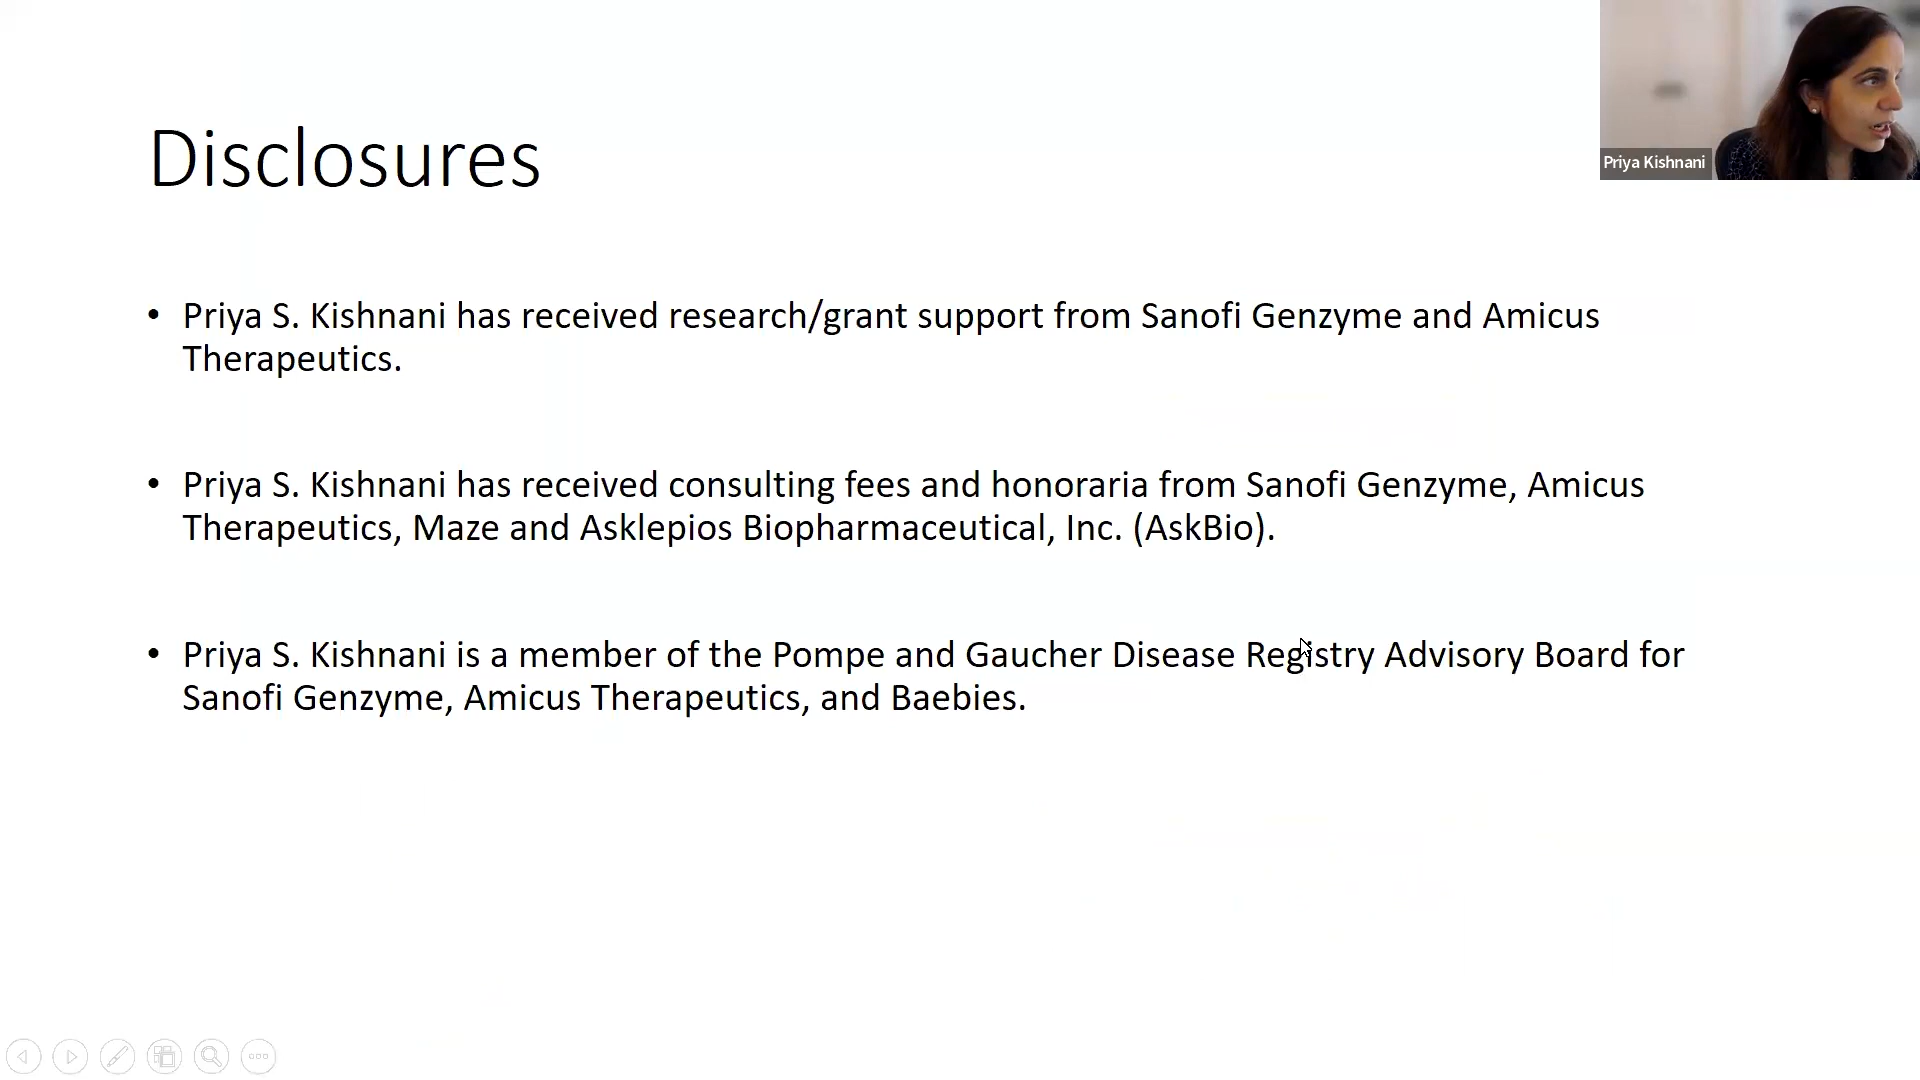 Disclosures
Priya Kishnani
• Priya S. Kishnani has received research/grant support from Sanofi Genzyme and Amicus
Therapeutics.
• Priya S. Kishnani has received consulting fees and honoraria from Sanofi Genzyme, Amicus
Therapeutics, Maze and Asklepios Biopharmaceutical, Inc. (AskBio).
• Priya S. Kishnani is a member of the Pompe and Gaucher Disease Registry Advisory Board for
Sanofi Genzyme, Amicus Therapeutics, and Baebies.